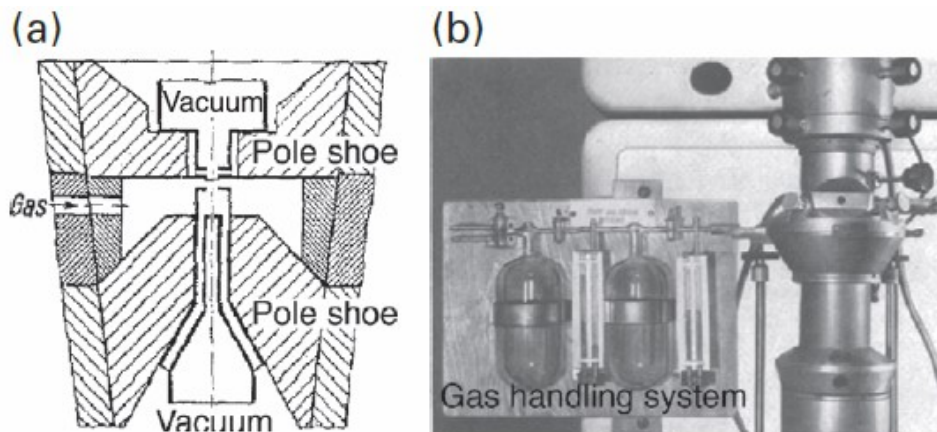 (a)
(b)
Vacuum
Pole shoe
Gas
Pole shoe
Vacuum
Gas handling system